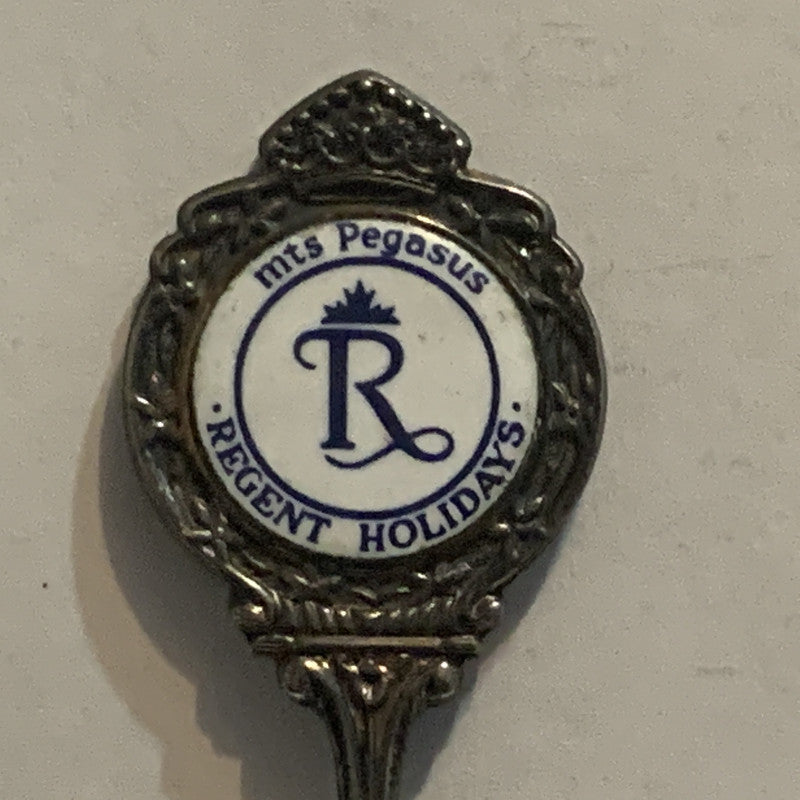 mts Pegasus
R
· REGENT HOLIDAYS ·